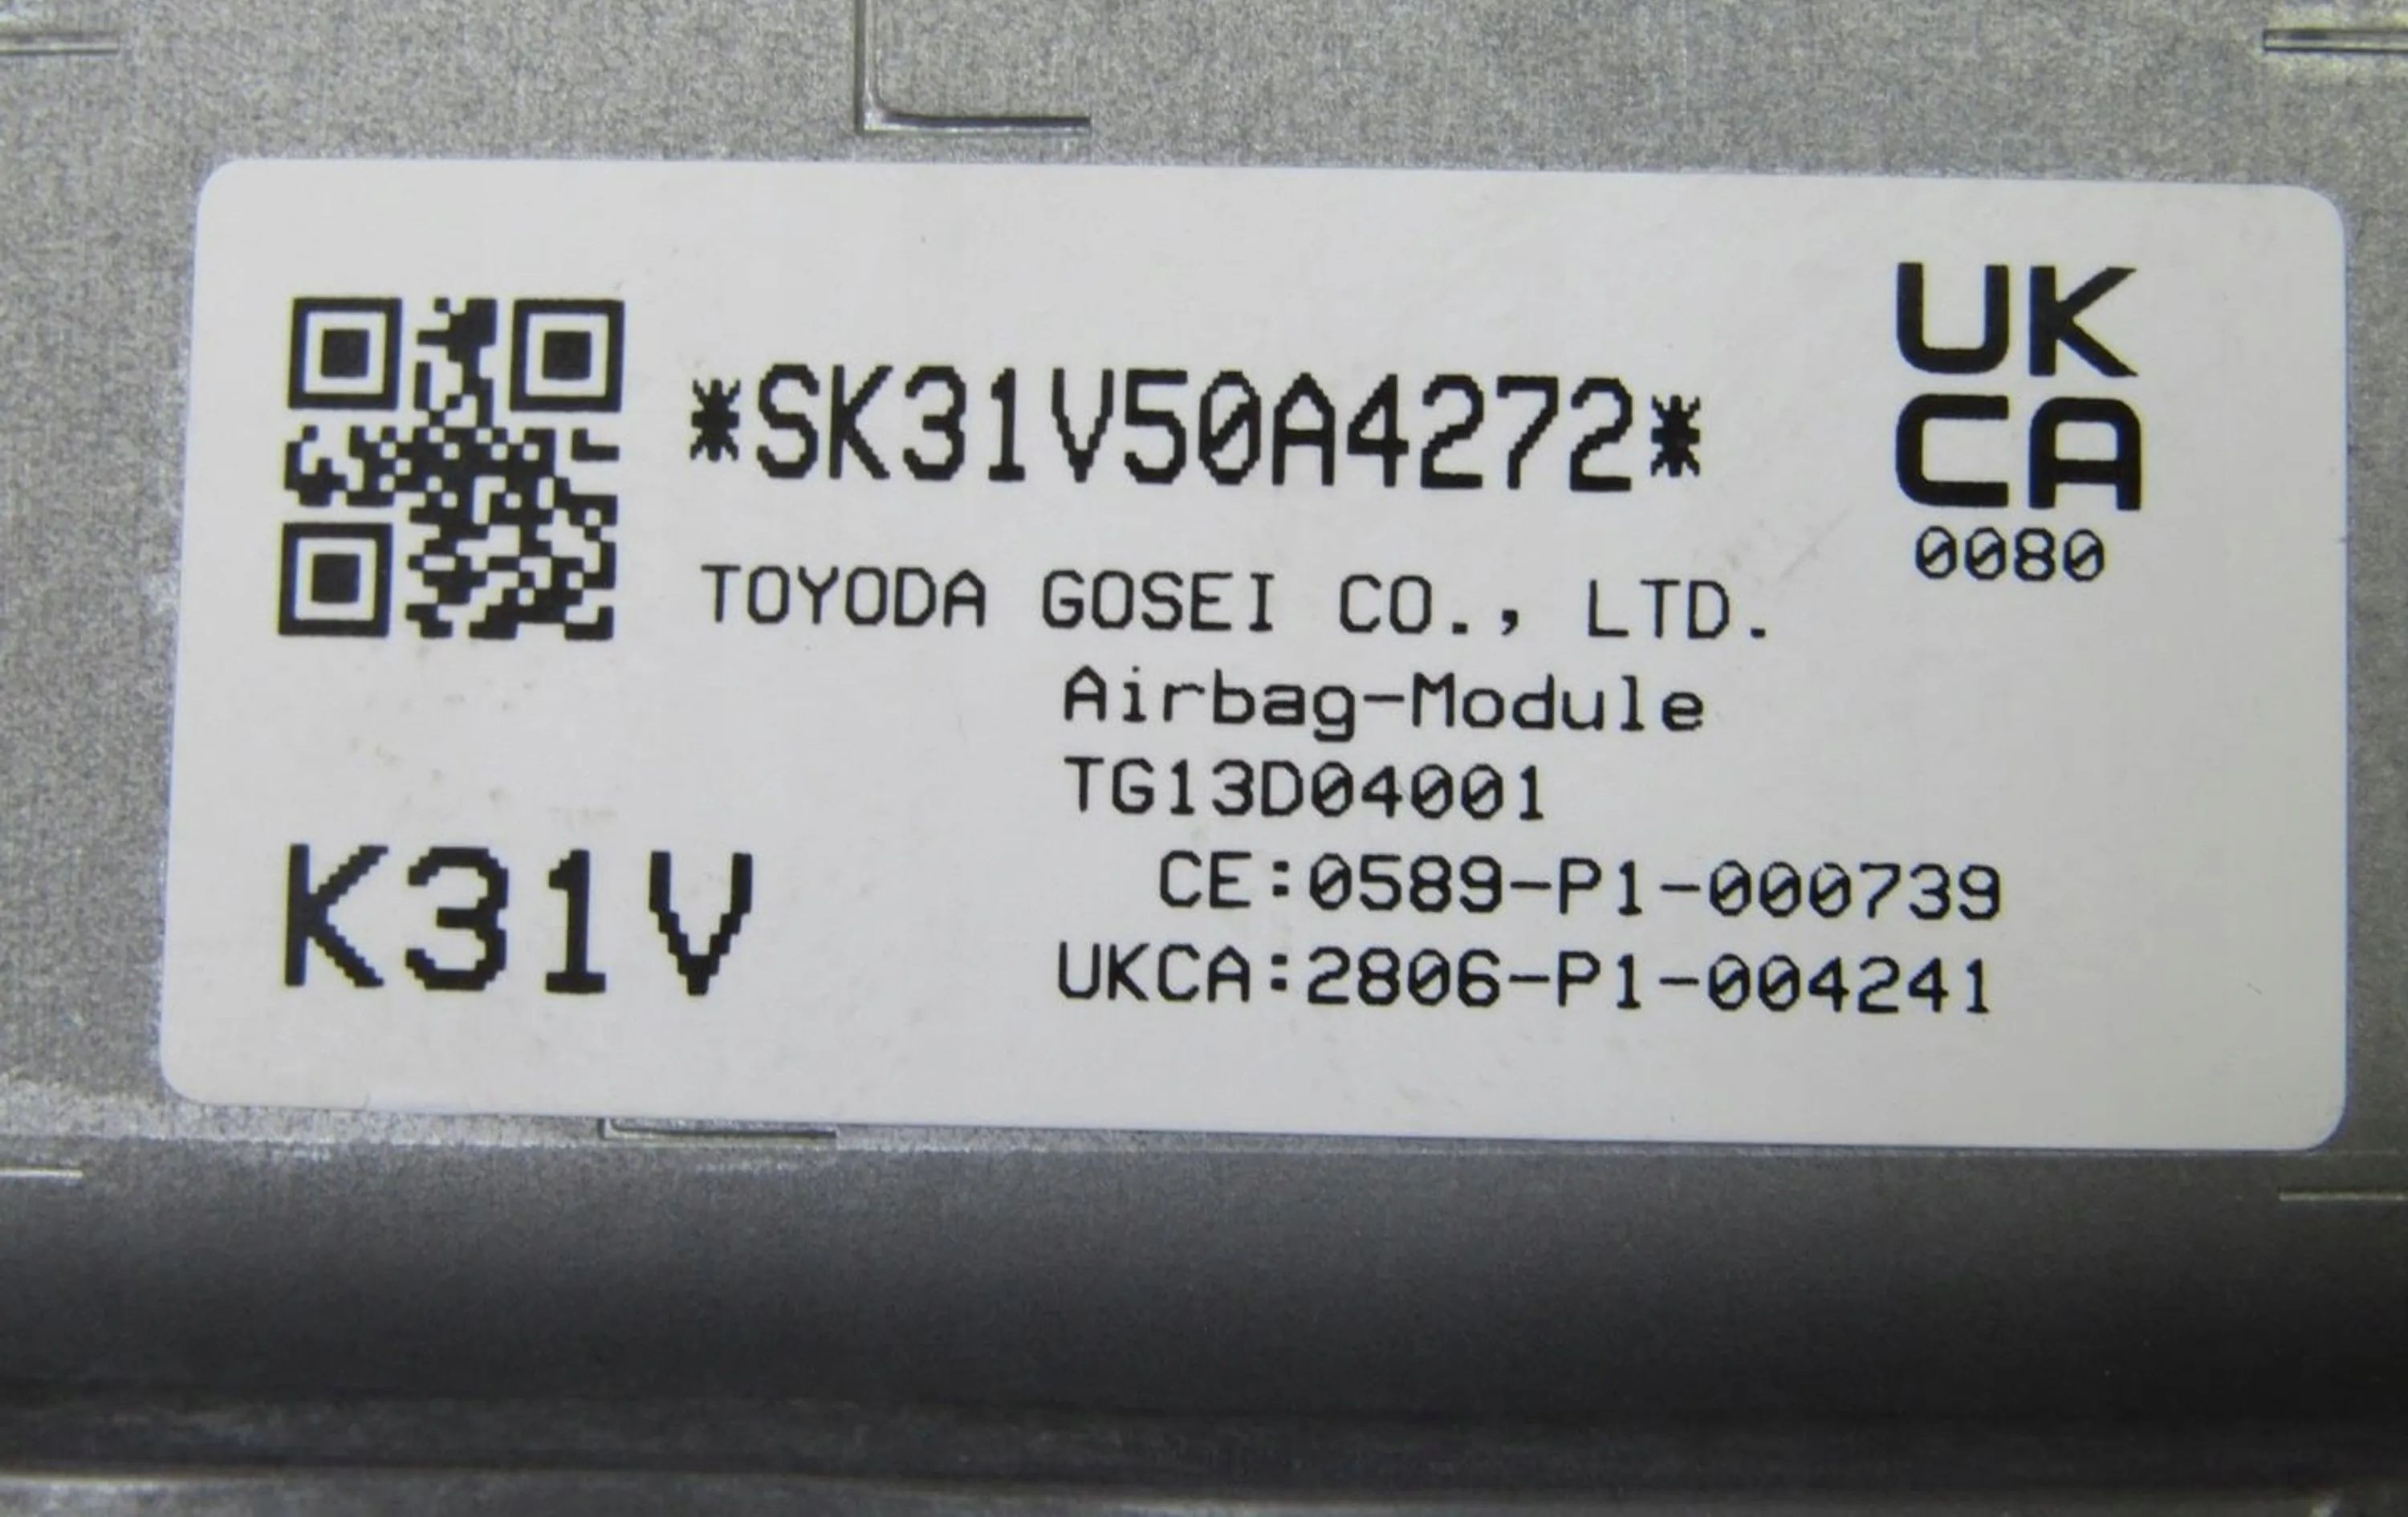 *SK31V50A4272*
UK
CA
0080
TOYODA GOSEI CO., LTD.
Airbag-Module
TG13D04001
K31V
CE:0589-P1-000739
UKCA:2806-P1-004241